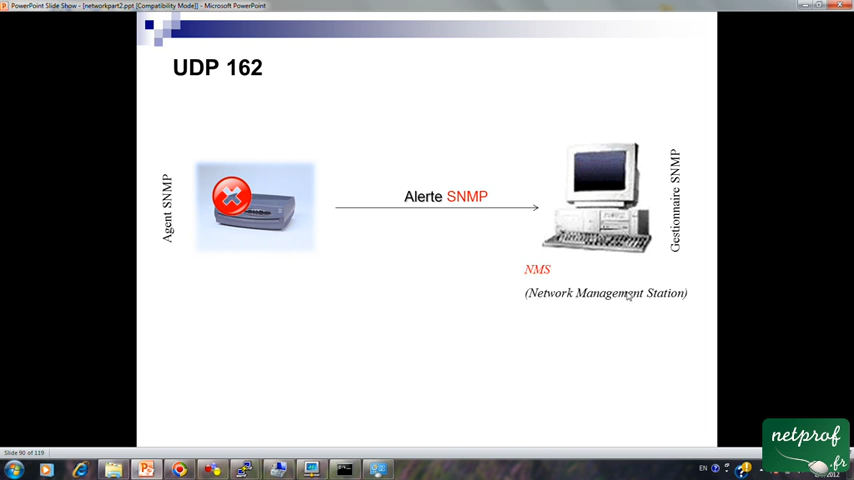 PowerPoint Slide Show - [networkpart2.ppt [Compatibility Mode]] - Microsoft PowerPoint
UDP 162
Agent SNMP
Alerte SNMP
Gestionnaire SNMP
NMS
(Network Management Station)
Slide 90 of 119
EN
netprof
.fr